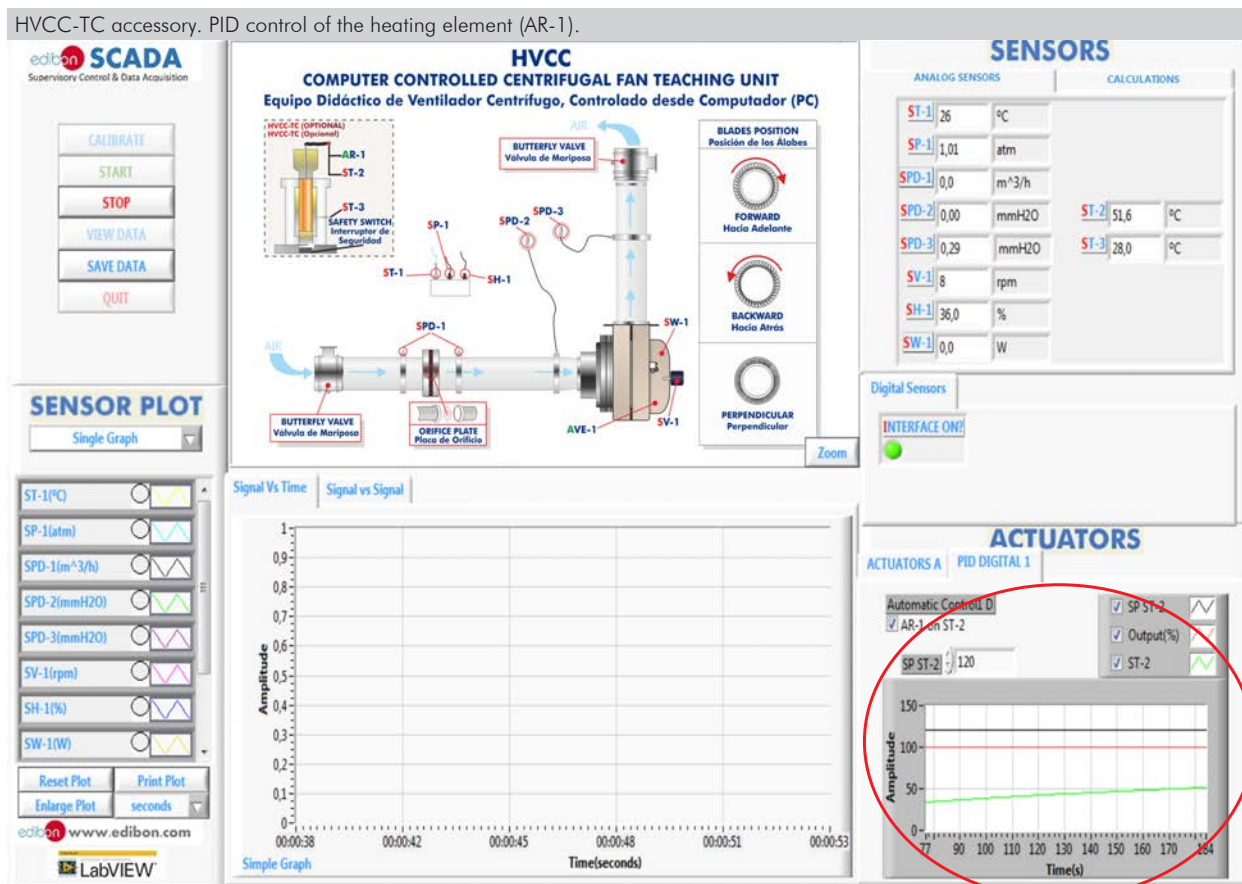 HVCC-TC accessory. PID control of the heating element (AR-1).
edibon SCADA
Supervisory Control & Data Acquisition
CALIBRATE
START
STOP
VIEW DATA
SAVE DATA
QUIT
HVCC
COMPUTER CONTROLLED CENTRIFUGAL FAN TEACHING UNIT
Equipo Didáctico de Ventilador Centrífugo, Controlado desde Computador (PC)
HVCC-TC (OPTIONAL)
HVCC-TC (Opcional)
AR-1
ST-2
ST-3
SAFETY SWITCH
Interruptor de
Seguridad
AIR
BUTTERFLY VALVE
Válvula de Mariposa
SP-1
SPD-2
SPD-3
ST-1
SH-1
SPD-1
SW-1
AIR
BUTTERFLY VALVE
Válvula de Mariposa
ORIFICE PLATE
Placa de Orificio
AVE-1
SV-1
BLADES POSITION
Posición de los Álabes
FORWARD
Hacia Adelante
BACKWARD
Hacia Atrás
PERPENDICULAR
Perpendicular
Zoom
SENSORS
ANALOG SENSORS
CALCULATIONS
ST-1 26 ºC
SP-1 1,01 atm
SPD-1 0,0 m^3/h
SPD-2 0,00 mmH2O
ST-2 51,6 ºC
SPD-3 0,29 mmH2O
ST-3 28,0 ºC
SV-1 8 rpm
SH-1 36,0 %
SW-1 0,0 W
Digital Sensors
INTERFACE ON?
SENSOR PLOT
Single Graph
ST-1(ºC)
SP-1(atm)
SPD-1(m^3/h)
SPD-2(mmH2O)
SPD-3(mmH2O)
SV-1(rpm)
SH-1(%)
SW-1(W)
Reset Plot
Print Plot
Enlarge Plot
seconds
edibon www.edibon.com
LabVIEW
Signal Vs Time
Signal vs Signal
Amplitude
1
0,9
0,8
0,7
0,6
0,5
0,4
0,3
0,2
0,1
0
00:00:38 00:00:42 00:00:45 00:00:48 00:00:51 00:00:53
Simple Graph
Time(seconds)
ACTUATORS
ACTUATORS A
PID DIGITAL 1
Automatic Control1 D
AR-1 on ST-2
SP ST-2 120
SP ST-2
Output(%)
ST-2
Amplitude
150
100
50
0
77 90 100 110 120 130 140 150 160 170 184
Time(s)